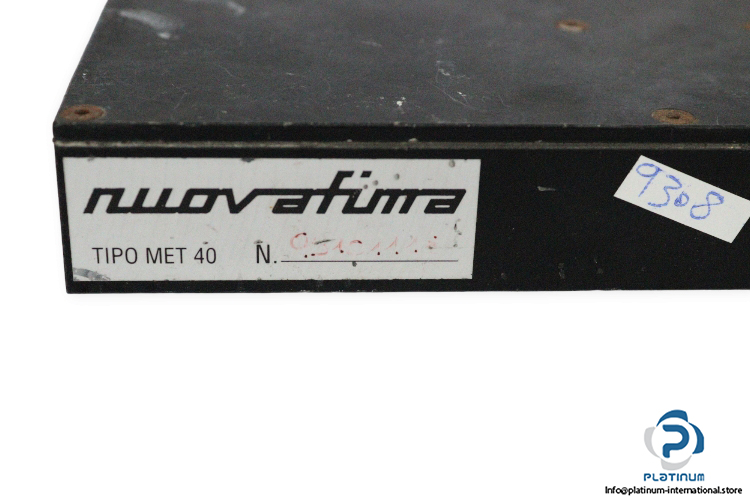 nuovafima
TIPO MET 40 N.
9308
PLATINUM
Info@platinum-international.store